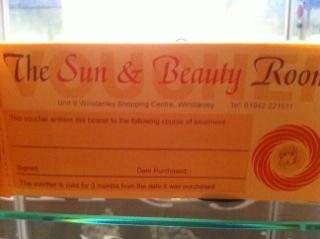 VOUCHER
The Sun & Beauty Room
Unit 9 Winstanley Shopping Centre, Winstanley Tel: 01942 221511
This voucher entitles the bearer to the following course of treatment
Signed: Date Purchased:
This voucher is valid for 3 months from the date it was purchased